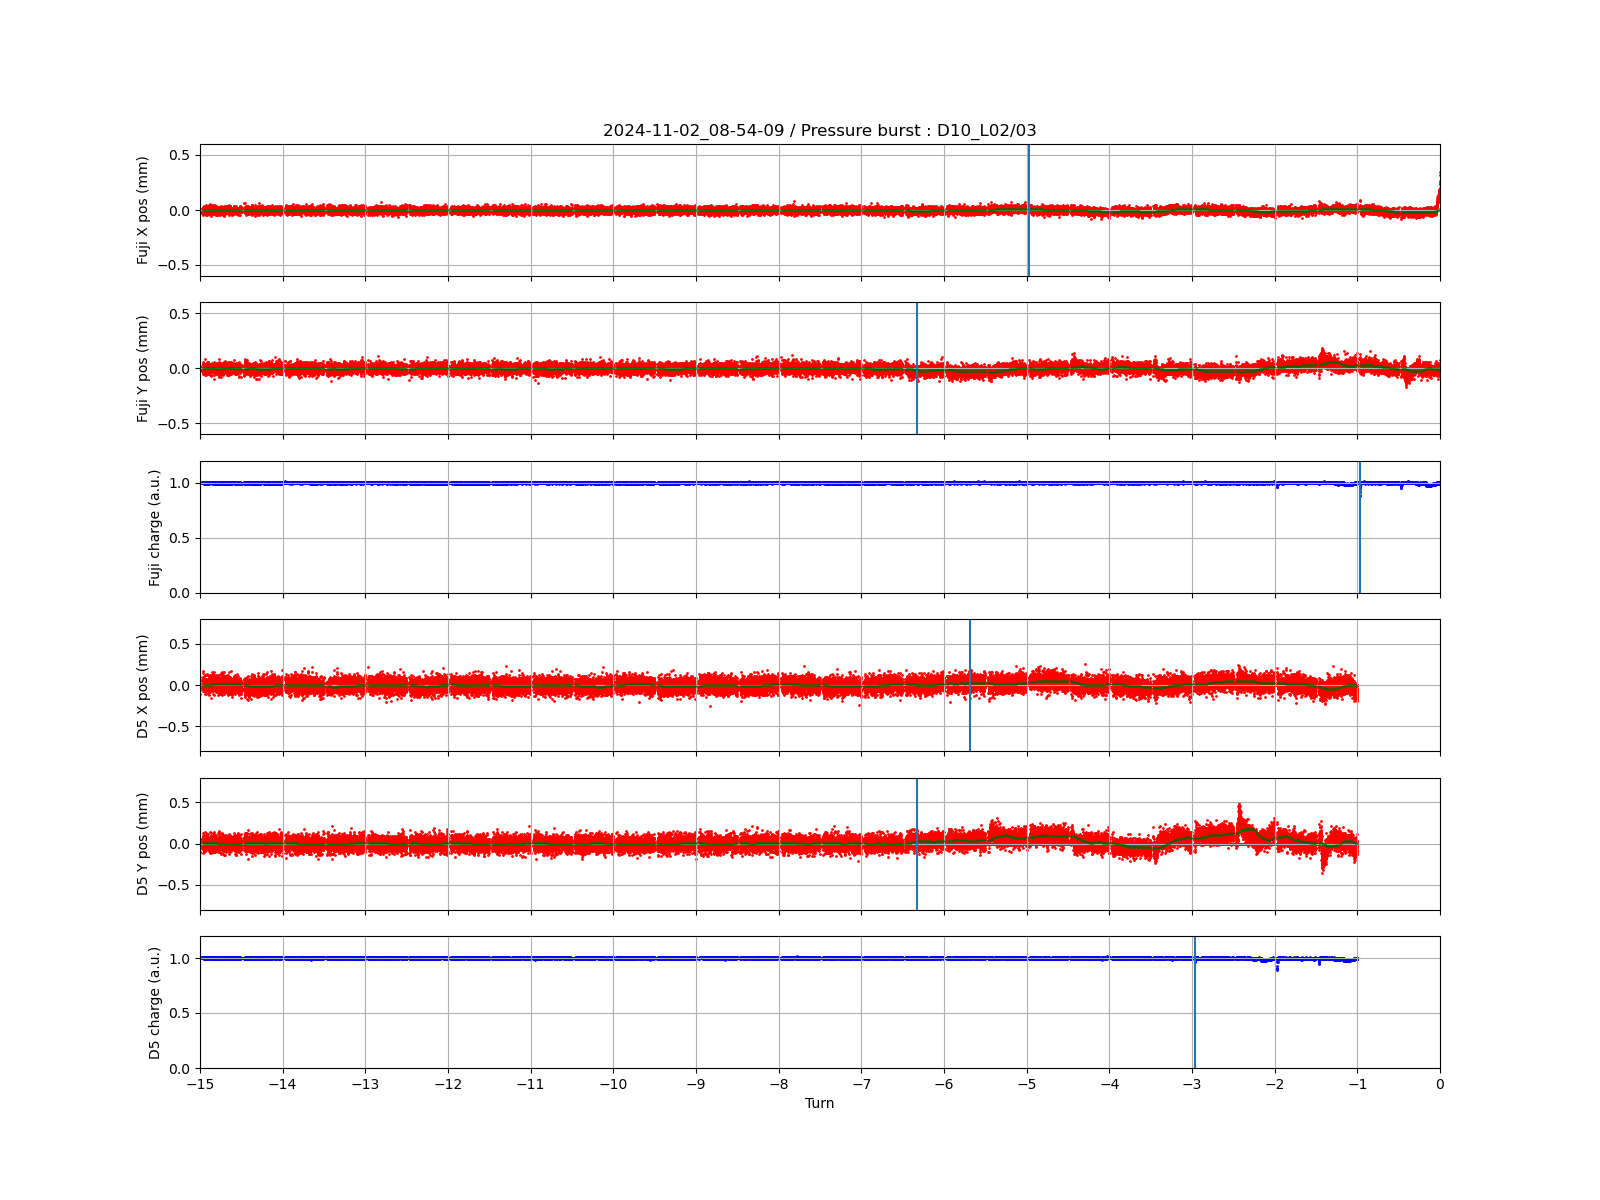 2024-11-02_08-54-09 / Pressure burst : D10_L02/03
Fuji X pos (mm)
0.5
0.0
−0.5
Fuji Y pos (mm)
0.5
0.0
−0.5
Fuji charge (a.u.)
1.0
0.5
0.0
D5 X pos (mm)
0.5
0.0
−0.5
D5 Y pos (mm)
0.5
0.0
−0.5
D5 charge (a.u.)
1.0
0.5
0.0
−15 −14 −13 −12 −11 −10 −9 −8 −7 −6 −5 −4 −3 −2 −1 0
Turn